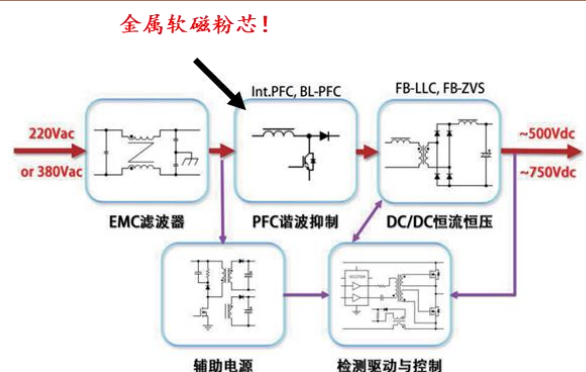 金属软磁粉芯！
Int.PFC, BL-PFC
FB-LLC, FB-ZVS
220Vac
or 380Vac
~500Vdc
~750Vdc
EMC滤波器
PFC谐波抑制
DC/DC恒流恒压
辅助电源
检测驱动与控制